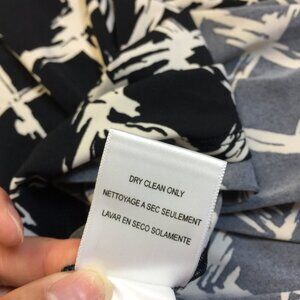 DRY CLEAN ONLY
NETTOYAGE A SEC SEULEMENT
LAVAR EN SECO SOLAMENTE